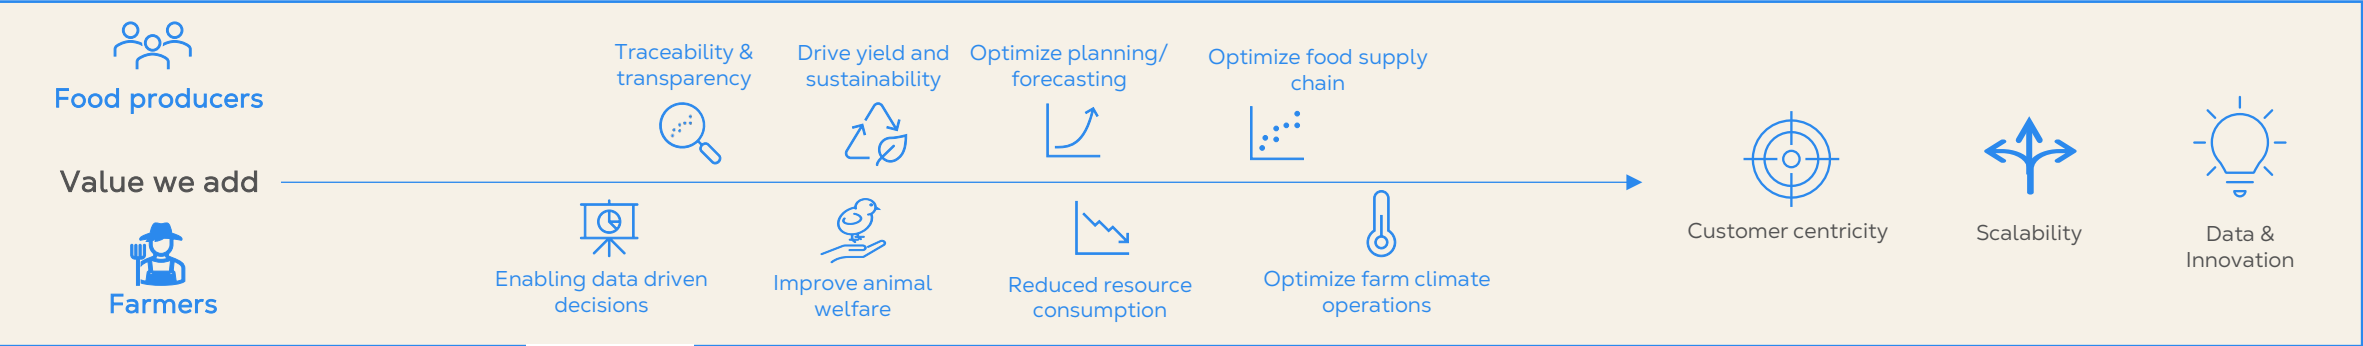 Food producers
Traceability &
transparency
Drive yield and
sustainability
Optimize planning/
forecasting
Optimize food supply
chain
Value we add
Farmers
Enabling data driven
decisions
Improve animal
welfare
Reduced resource
consumption
Optimize farm climate
operations
Customer centricity
Scalability
Data &
Innovation